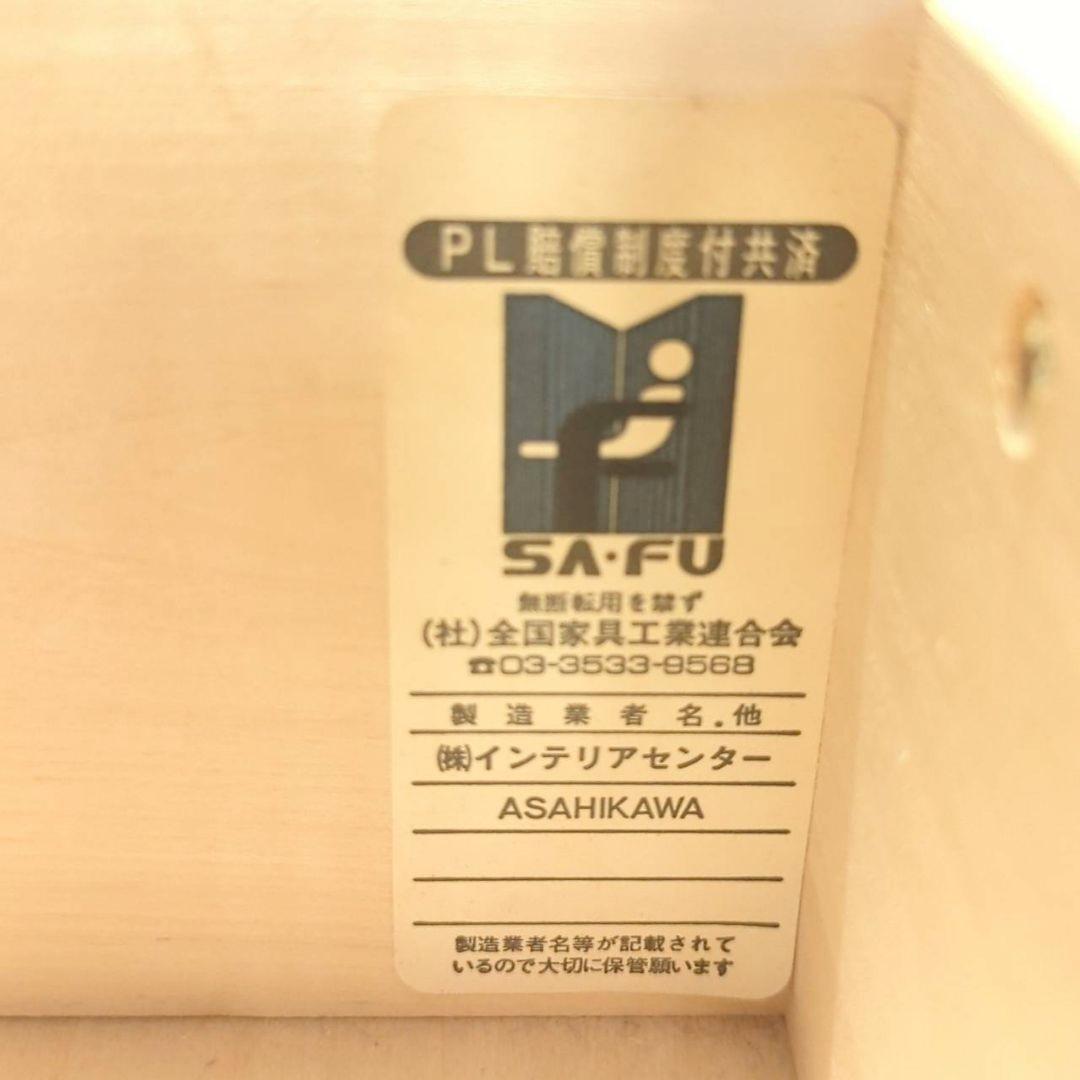 PL賠償制度付共済
SA・FU
無断転用を禁ず
(社)全国家具工業連合会
☎03-3533-9568
製造業者名.他
㈱インテリアセンター
ASAHIKAWA
製造業者名等が記載されて
いるので大切に保管願います